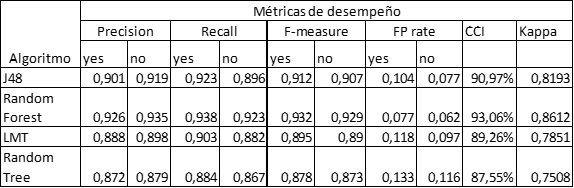 Métricas de desempeño
Precision Recall F-measure FP rate CCI Kappa
Algoritmo yes no yes no yes no yes no
J48 0,901 0,919 0,923 0,896 0,912 0,907 0,104 0,077 90,97% 0,8193
Random
Forest 0,926 0,935 0,938 0,923 0,932 0,929 0,077 0,062 93,06% 0,8612
LMT 0,888 0,898 0,903 0,882 0,895 0,89 0,118 0,097 89,26% 0,7851
Random
Tree 0,872 0,879 0,884 0,867 0,878 0,873 0,133 0,116 87,55% 0,7508